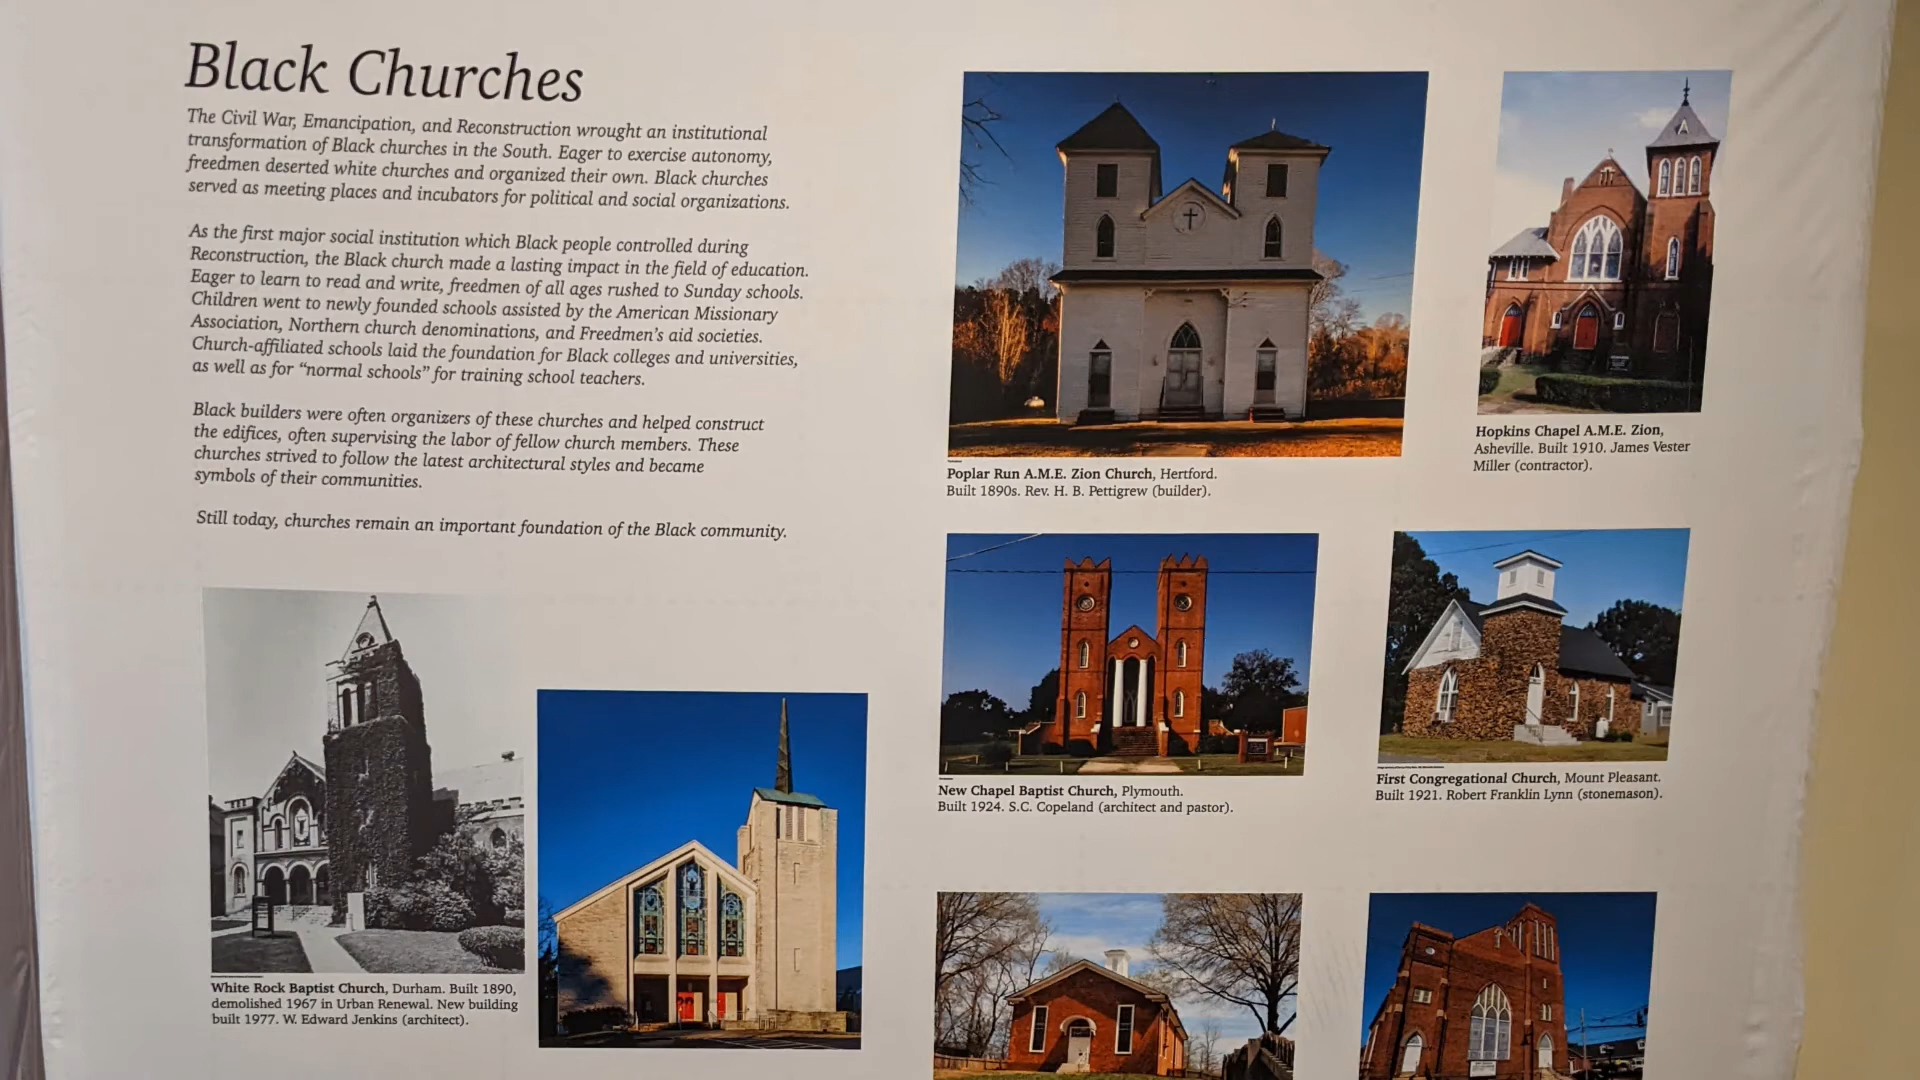 Black Churches
The Civil War, Emancipation, and Reconstruction wrought an institutional
transformation of Black churches in the South. Eager to exercise autonomy,
freedmen deserted white churches and organized their own. Black churches
served as meeting places and incubators for political and social organizations.
As the first major social institution which Black people controlled during
Reconstruction, the Black church made a lasting impact in the field of education.
Eager to learn to read and write, freedmen of all ages rushed to Sunday schools.
Children went to newly founded schools assisted by the American Missionary
Association, Northern church denominations, and Freedmen's aid societies.
Church-affiliated schools laid the foundation for Black colleges and universities,
as well as for "normal schools" for training school teachers.
Black builders were often organizers of these churches and helped construct
the edifices, often supervising the labor of fellow church members. These
churches strived to follow the latest architectural styles and became
symbols of their communities.
Still today, churches remain an important foundation of the Black community.
White Rock Baptist Church, Durham. Built 1890,
demolished 1967 in Urban Renewal. New building
built 1977. W. Edward Jenkins (architect).
Poplar Run A.M.E. Zion Church, Hertford.
Built 1890s. Rev. H. B. Pettigrew (builder).
Hopkins Chapel A.M.E. Zion,
Asheville. Built 1910. James Vester
Miller (contractor).
New Chapel Baptist Church, Plymouth.
Built 1924. S.C. Copeland (architect and pastor).
First Congregational Church, Mount Pleasant.
Built 1921. Robert Franklin Lynn (stonemason).